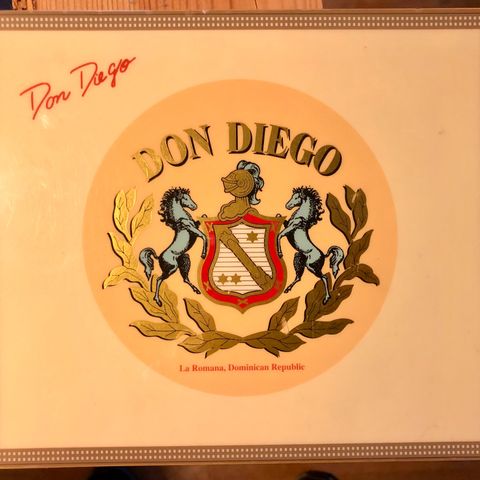 Don Diego
DON DIEGO
La Romana, Dominican Republic